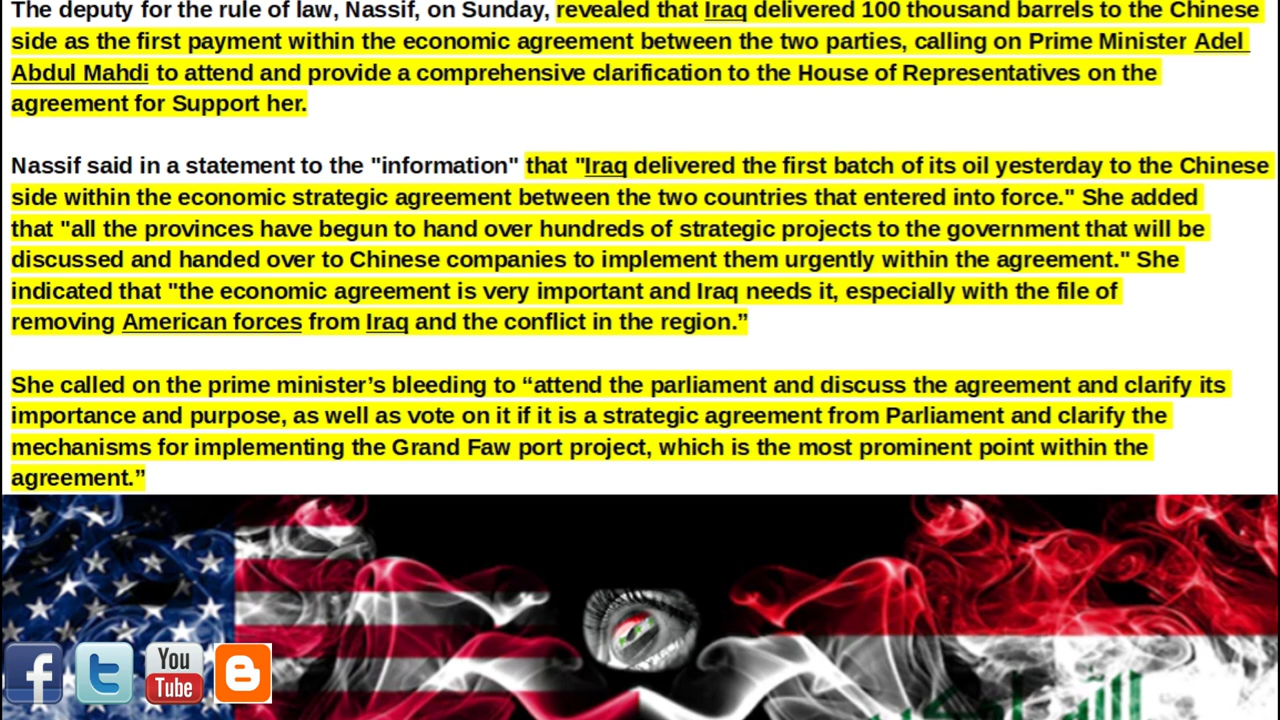 The deputy for the rule of law, Nassif, on Sunday, revealed that Iraq delivered 100 thousand barrels to the Chinese
side as the first payment within the economic agreement between the two parties, calling on Prime Minister Adel
Abdul Mahdi to attend and provide a comprehensive clarification to the House of Representatives on the
agreement for Support her.
Nassif said in a statement to the "information" that "Iraq delivered the first batch of its oil yesterday to the Chinese
side within the economic strategic agreement between the two countries that entered into force." She added
that "all the provinces have begun to hand over hundreds of strategic projects to the government that will be
discussed and handed over to Chinese companies to implement them urgently within the agreement." She
indicated that "the economic agreement is very important and Iraq needs it, especially with the file of
removing American forces from Iraq and the conflict in the region.”
She called on the prime minister’s bleeding to “attend the parliament and discuss the agreement and clarify its
importance and purpose, as well as vote on it if it is a strategic agreement from Parliament and clarify the
mechanisms for implementing the Grand Faw port project, which is the most prominent point within the
agreement.”
You
Tube